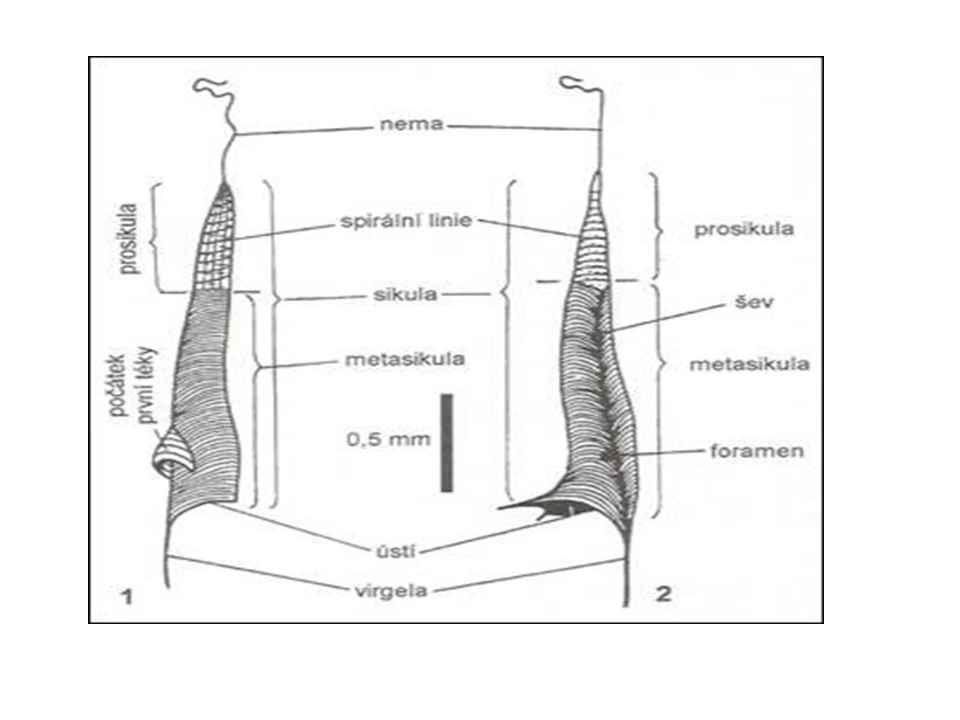 nema
prosikula
spirální linie
prosikula
sikula
šev
metasikula
metasikula
počátek
první téky
0,5 mm
foramen
ústí
virgela
1
2